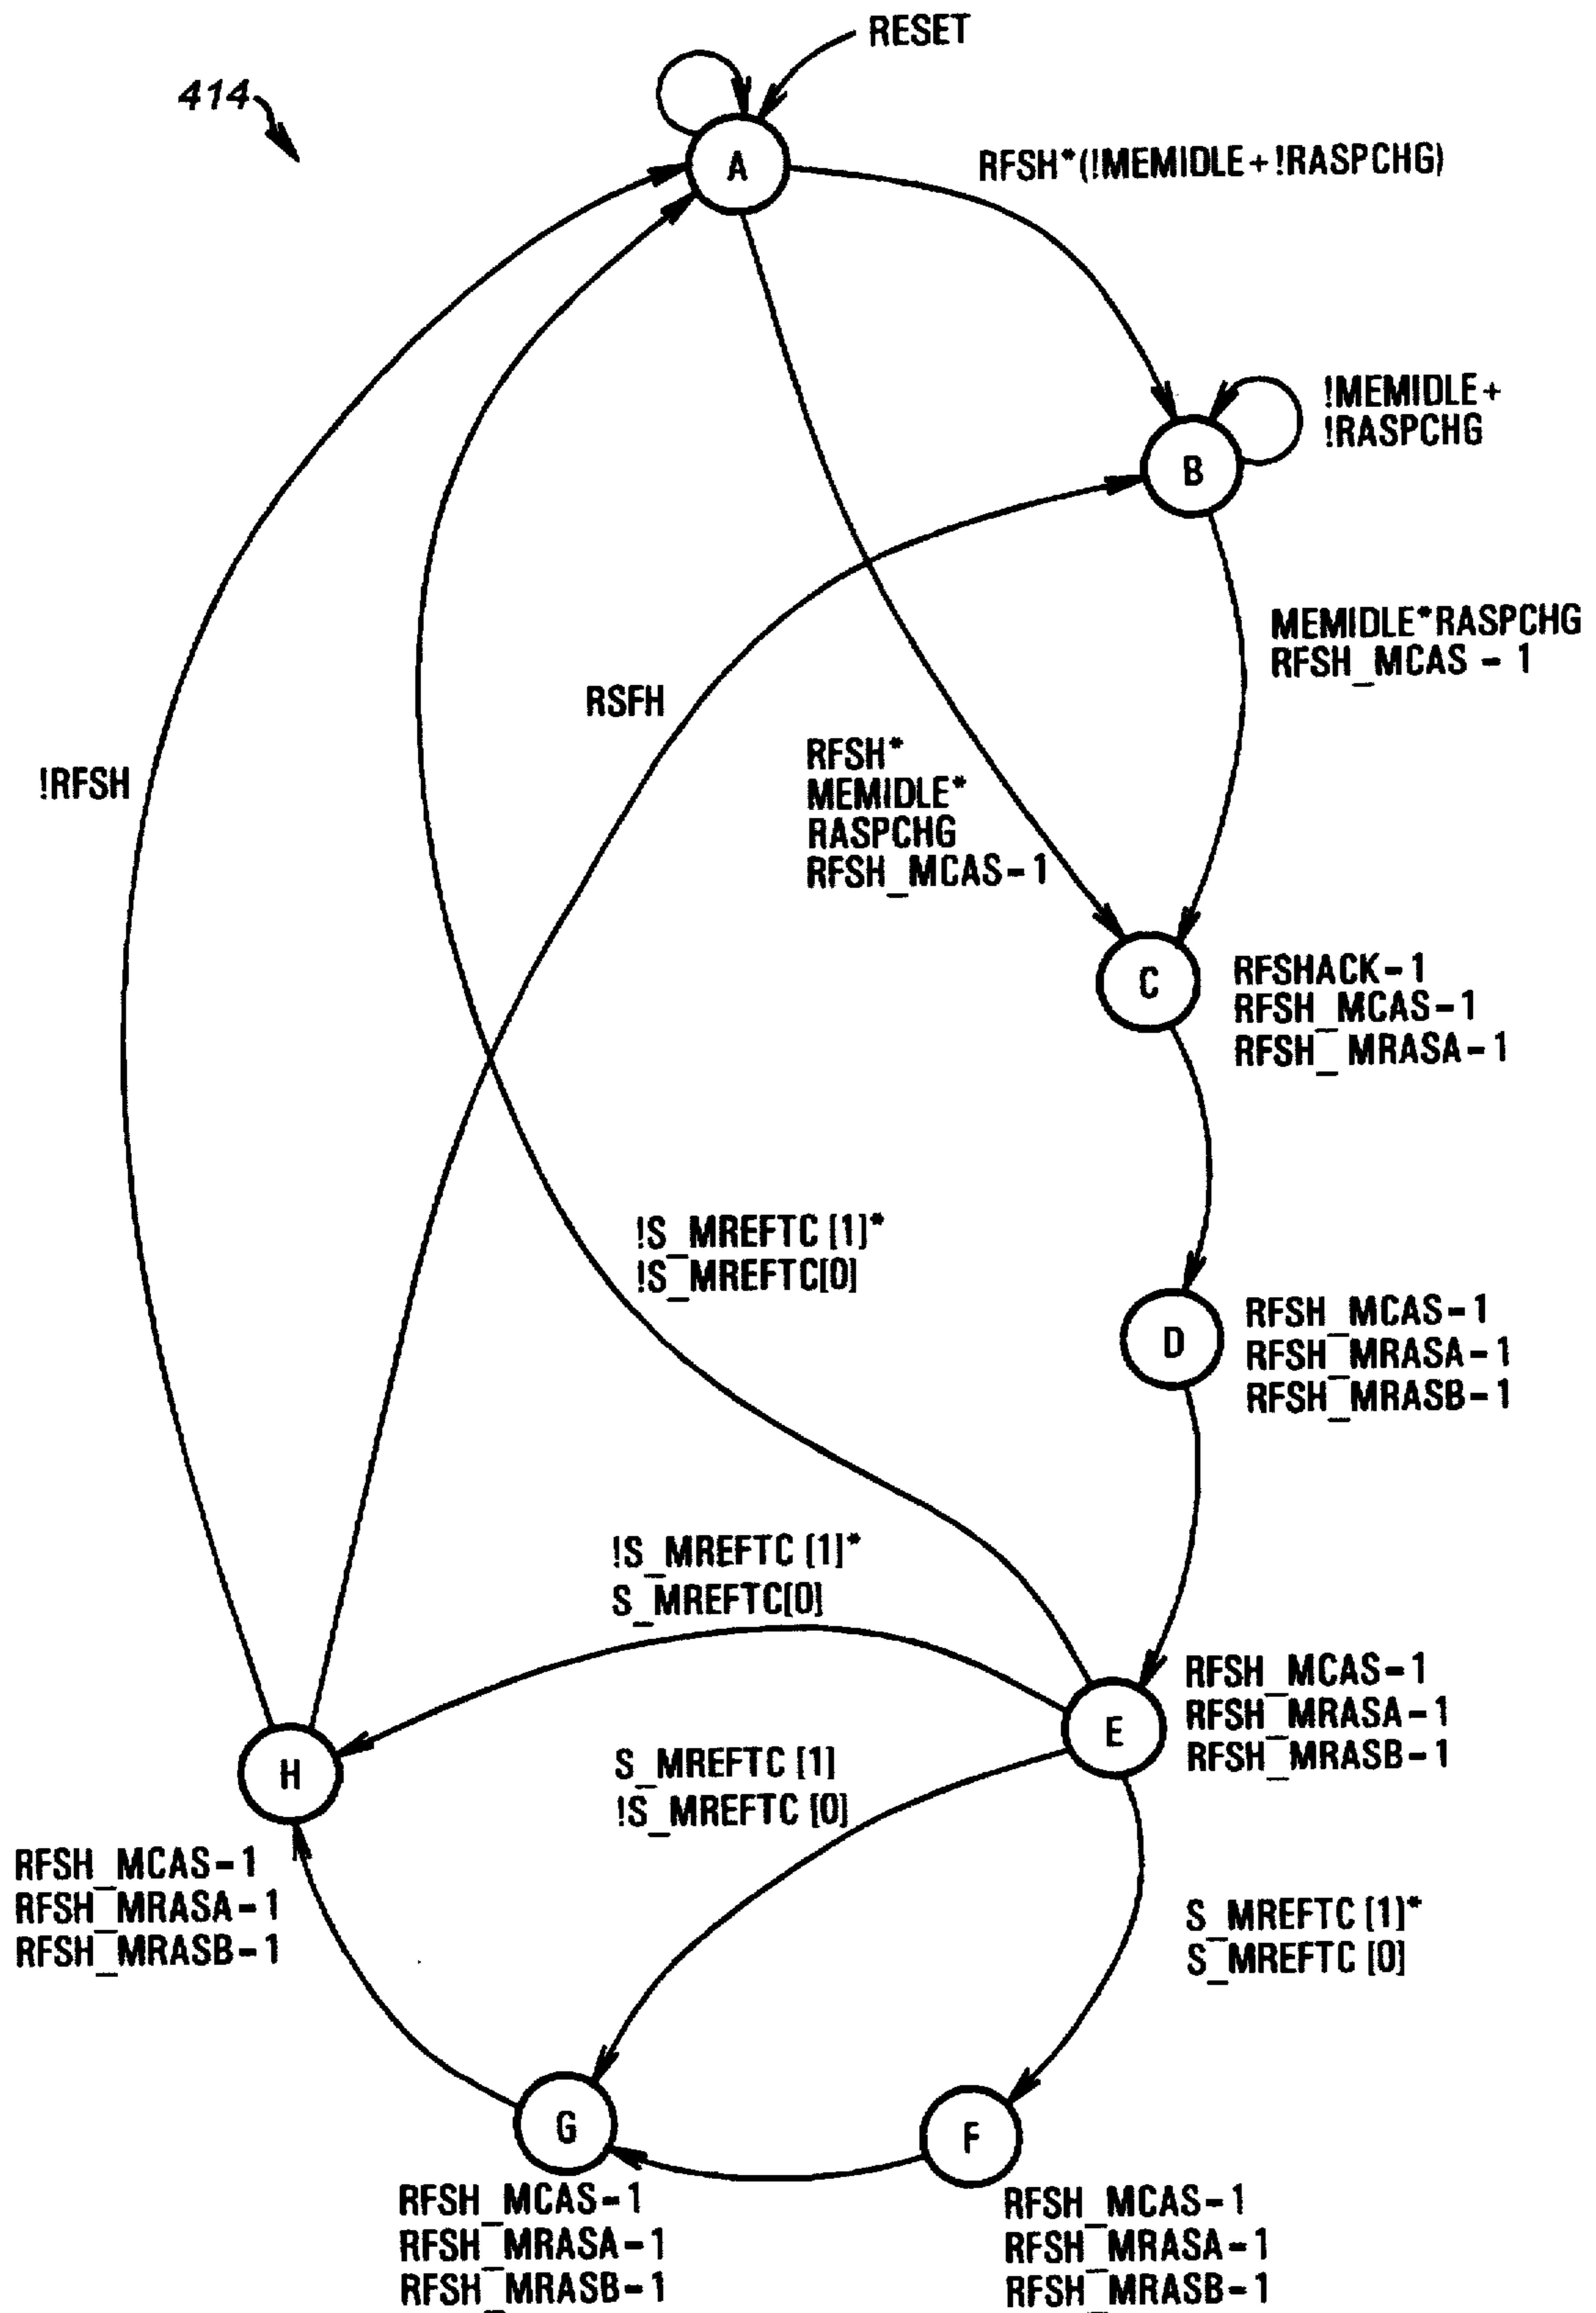 RESET
414
A
RFSH*(!MEMIDLE+!RASPCHG)
!MEMIDLE+
!RASPCHG
B
MEMIDLE*RASPCHG
RFSH_MCAS - 1
RSFH
RFSH*
MEMIDLE*
RASPCHG
RFSH_MCAS-1
!RFSH
C
RFSHACK-1
RFSH_MCAS-1
RFSH_MRASA-1
!S_MREFTC [1]*
!S_MREFTC[0]
D
RFSH_MCAS-1
RFSH_MRASA-1
RFSH_MRASB-1
!S_MREFTC [1]*
S_MREFTC[0]
E
RFSH_MCAS-1
RFSH_MRASA-1
RFSH_MRASB-1
H
S_MREFTC [1]
!S_MREFTC [0]
RFSH_MCAS-1
RFSH_MRASA-1
RFSH_MRASB-1
S_MREFTC [1]*
S_MREFTC [0]
G
F
RFSH_MCAS-1
RFSH_MRASA-1
RFSH_MRASB-1
RFSH_MCAS-1
RFSH_MRASA-1
RFSH_MRASB-1